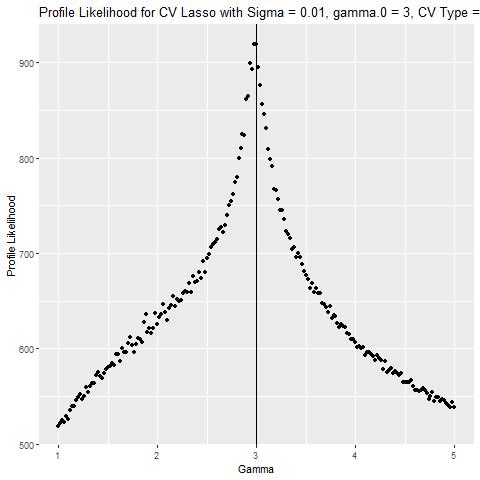 Profile Likelihood for CV Lasso with Sigma = 0.01, gamma.0 = 3, CV Type =
Profile Likelihood
900
800
700
600
500
1 2 3 4 5
Gamma